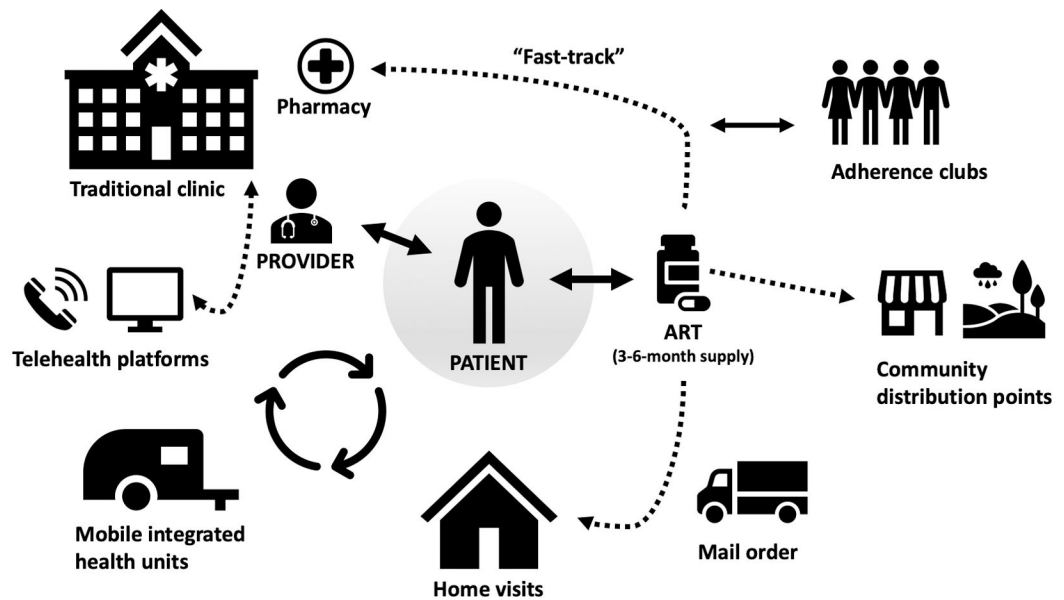 “Fast-track”
Pharmacy
Traditional clinic
Adherence clubs
PROVIDER
Telehealth platforms
PATIENT
ART
(3-6-month supply)
Community
distribution points
Mobile integrated
health units
Mail order
Home visits